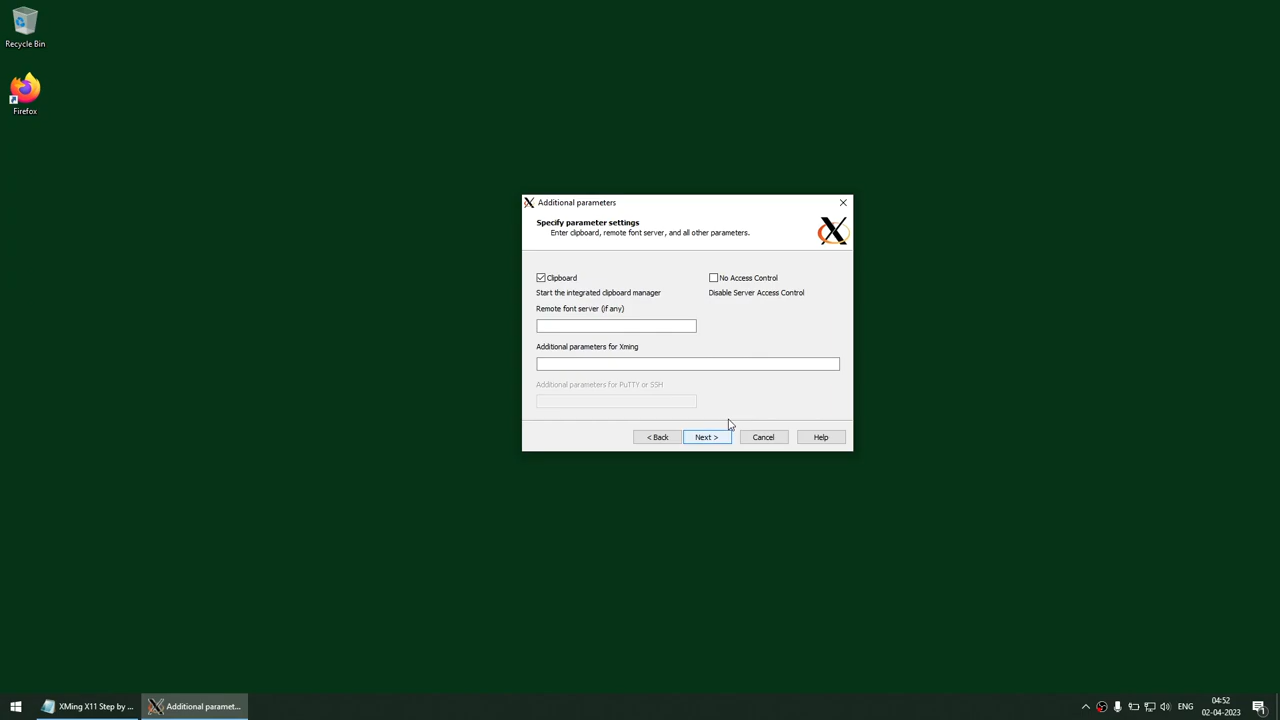 Recycle Bin
Firefox
Additional parameters
Specify parameter settings
Enter clipboard, remote font server, and all other parameters.
Clipboard
No Access Control
Start the integrated clipboard manager
Disable Server Access Control
Remote font server (if any)
Additional parameters for Xming
Additional parameters for PuTTY or SSH
< Back
Next >
Cancel
Help
XMing X11 Step by ...
Additional paramet...
ENG
04:52
02-04-2023